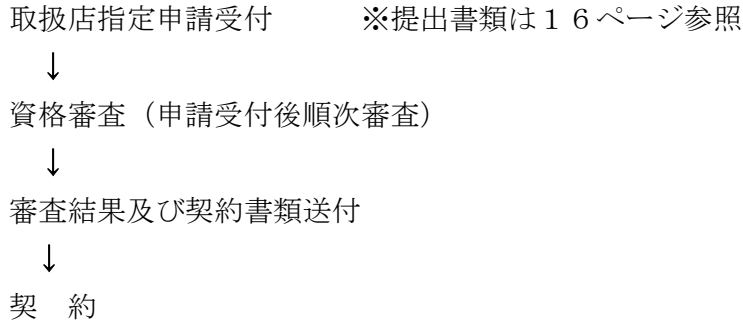 取扱店指定申請受付　　　※提出書類は１６ページ参照
↓
資格審査（申請受付後順次審査）
↓
審査結果及び契約書類送付
↓
契　約